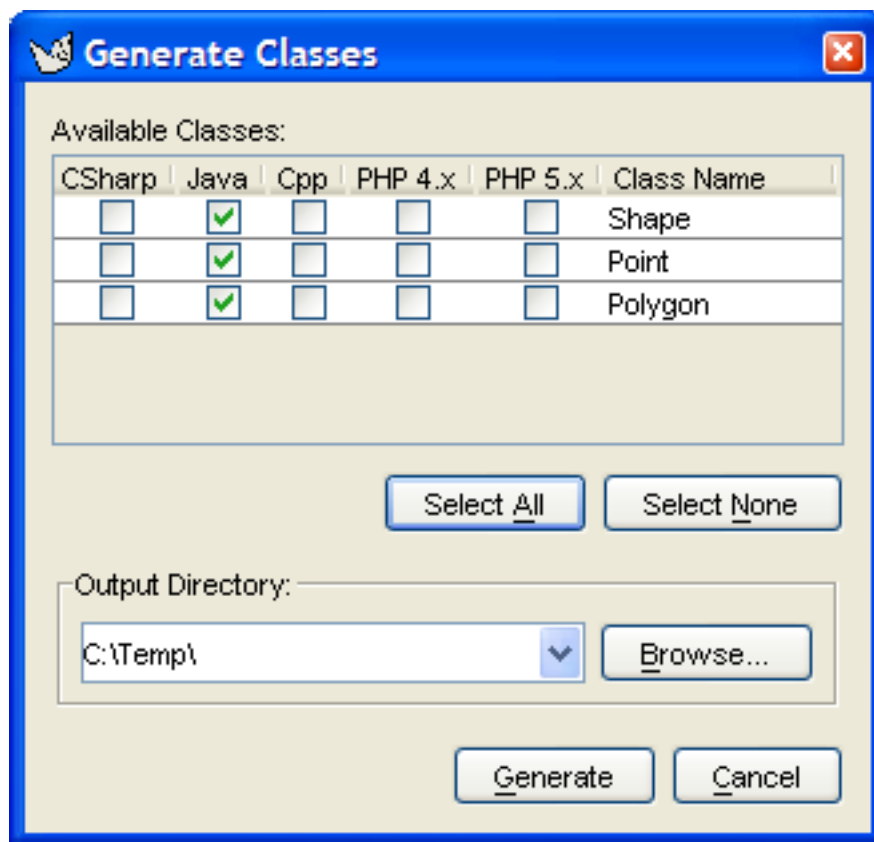 Generate Classes
Available Classes:
CSharp Java Cpp PHP 4.x PHP 5.x Class Name
Shape
Point
Polygon
Select All Select None
Output Directory:
C:\Temp\ Browse...
Generate Cancel